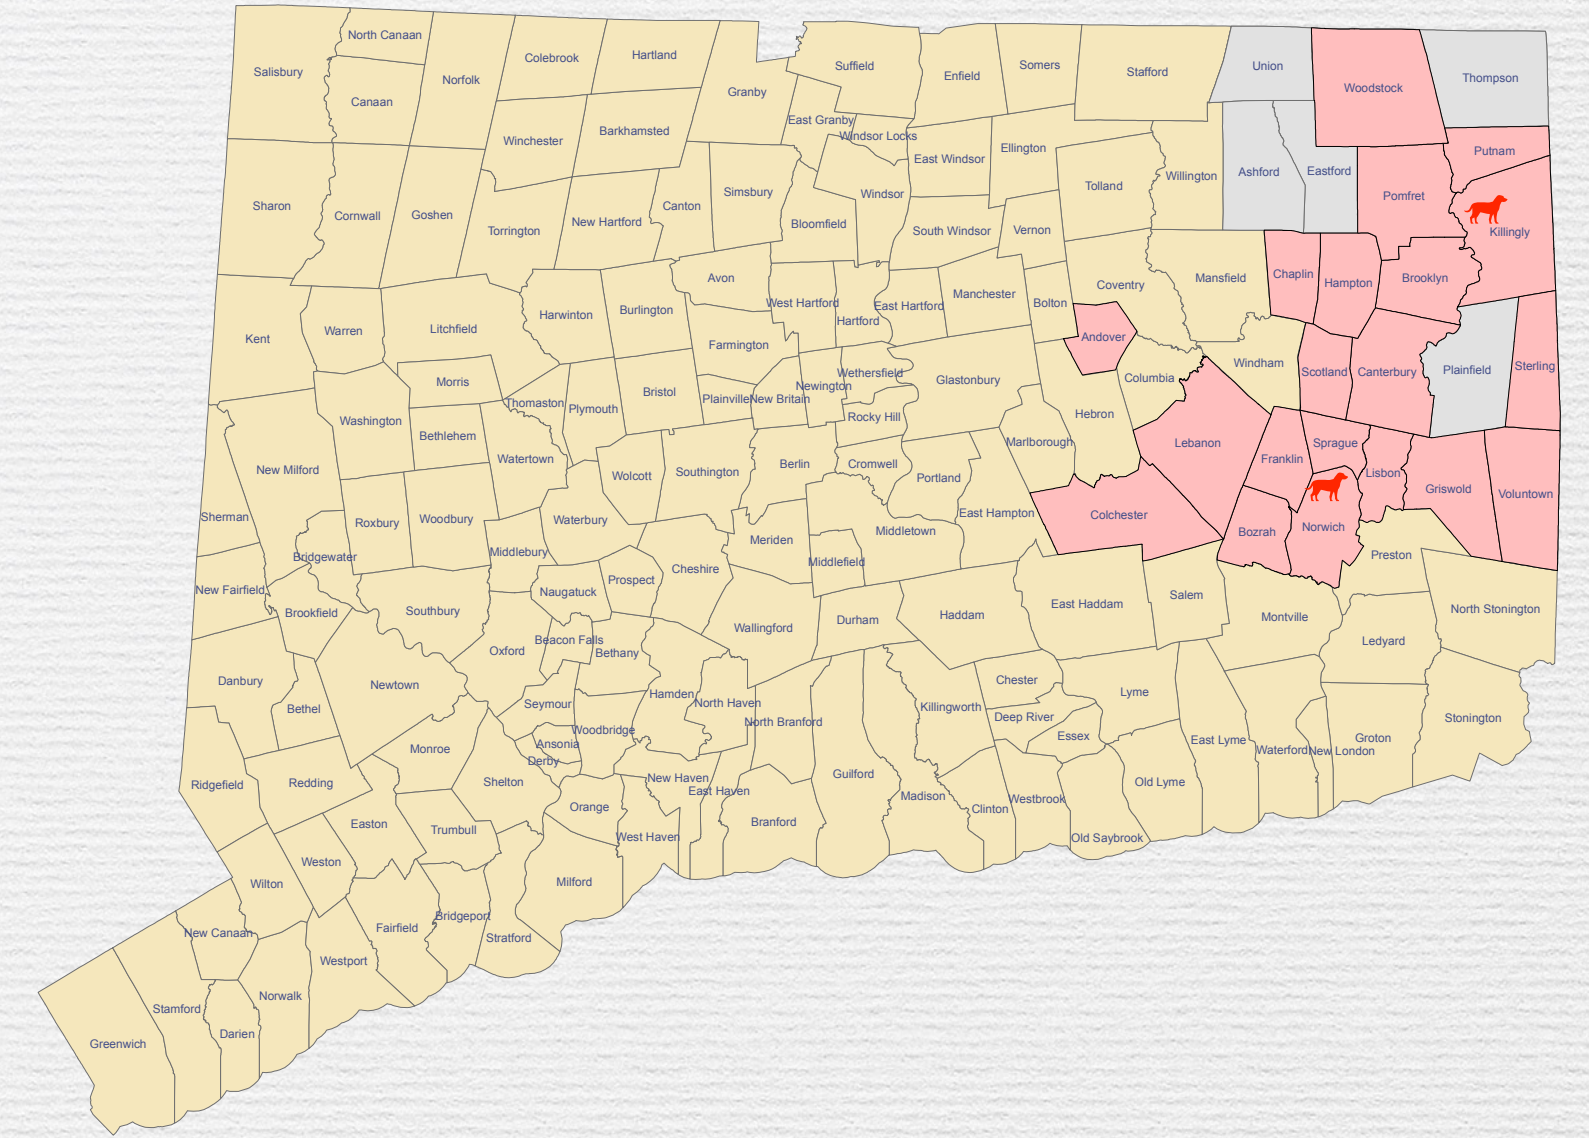 North Canaan
Colebrook
Hartland
Salisbury
Norfolk
Canaan
Granby
Suffield
Enfield
Somers
Stafford
Union
Woodstock
Thompson
Winchester
Barkhamsted
East Granby
Windsor Locks
East Windsor
Ellington
Putnam
Sharon
Cornwall
Goshen
Torrington
New Hartford
Canton
Simsbury
Bloomfield
Windsor
South Windsor
Vernon
Tolland
Willington
Ashford
Eastford
Pomfret
Killingly
Kent
Warren
Litchfield
Harwinton
Burlington
Avon
West Hartford
Hartford
East Hartford
Manchester
Bolton
Coventry
Mansfield
Chaplin
Hampton
Brooklyn
Andover
Farmington
Morris
Thomaston
Plymouth
Bristol
Plainville
New Britain
Newington
Wethersfield
Rocky Hill
Glastonbury
Hebron
Columbia
Windham
Scotland
Canterbury
Plainfield
Sterling
Washington
Bethlehem
Watertown
Wolcott
Southington
Berlin
Cromwell
Portland
Marlborough
Lebanon
Franklin
Sprague
Lisbon
Griswold
Voluntown
New Milford
Sherman
Roxbury
Woodbury
Waterbury
Middlebury
Bridgewater
Meriden
Middletown
Middlefield
East Hampton
Colchester
Bozrah
Norwich
Preston
New Fairfield
Brookfield
Southbury
Naugatuck
Prospect
Cheshire
Wallingford
Durham
Haddam
East Haddam
Salem
Montville
Ledyard
North Stonington
Danbury
Bethel
Newtown
Oxford
Beacon Falls
Bethany
Seymour
Hamden
North Haven
North Branford
Killingworth
Chester
Deep River
Essex
Lyme
East Lyme
Waterford
New London
Groton
Stonington
Ridgefield
Redding
Monroe
Shelton
Ansonia
Derby
Woodbridge
Orange
New Haven
East Haven
West Haven
Branford
Guilford
Madison
Clinton
Westbrook
Old Saybrook
Old Lyme
Easton
Trumbull
Weston
Wilton
Milford
New Canaan
Fairfield
Bridgeport
Stratford
Westport
Norwalk
Stamford
Darien
Greenwich